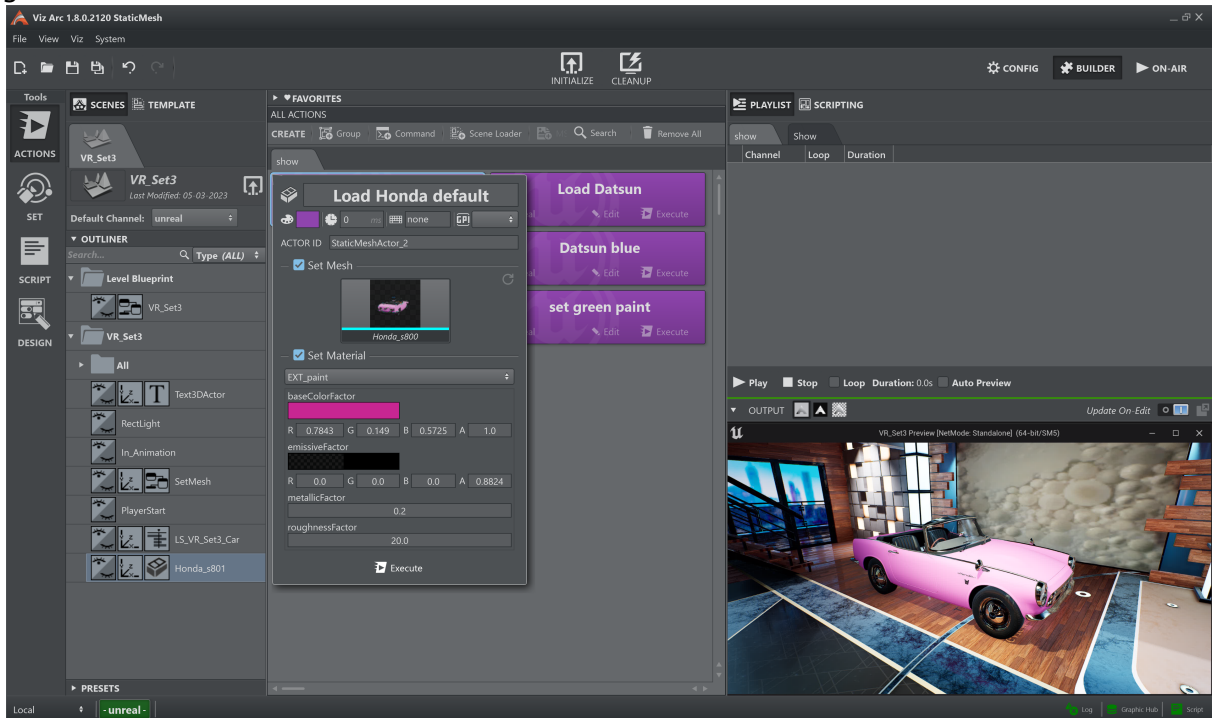 Viz Arc 1.8.0.2120 StaticMesh
File View Viz System
INITIALIZE CLEANUP
CONFIG BUILDER ON-AIR
Tools
ACTIONS
SET
SCRIPT
DESIGN
SCENES TEMPLATE
VR_Set3
VR_Set3
Last Modified: 05-03-2023
Default Channel: unreal
OUTLINER
Search... Type (ALL)
Level Blueprint
VR_Set3
VR_Set3
All
Text3DActor
RectLight
In_Animation
SetMesh
PlayerStart
LS_VR_Set3_Car
Honda_s801
PRESETS
FAVORITES
ALL ACTIONS
CREATE Group Command Scene Loader Search Remove All
show
Load Honda default
0 ms none GPI
ACTOR ID StaticMeshActor_2
Set Mesh
Honda_s800
Set Material
EXT_paint
baseColorFactor
R 0.7843 G 0.149 B 0.5725 A 1.0
emissiveFactor
R 0.0 G 0.0 B 0.0 A 0.8824
metallicFactor
0.2
roughnessFactor
20.0
Execute
Load Datsun
Edit Execute
Datsun blue
Edit Execute
set green paint
Edit Execute
PLAYLIST SCRIPTING
show Show
Channel Loop Duration
Play Stop Loop Duration: 0.0s Auto Preview
OUTPUT Update On-Edit
VR_Set3 Preview [NetMode: Standalone] (64-bit/SM5)
Local - unreal - Log Graphic Hub Script